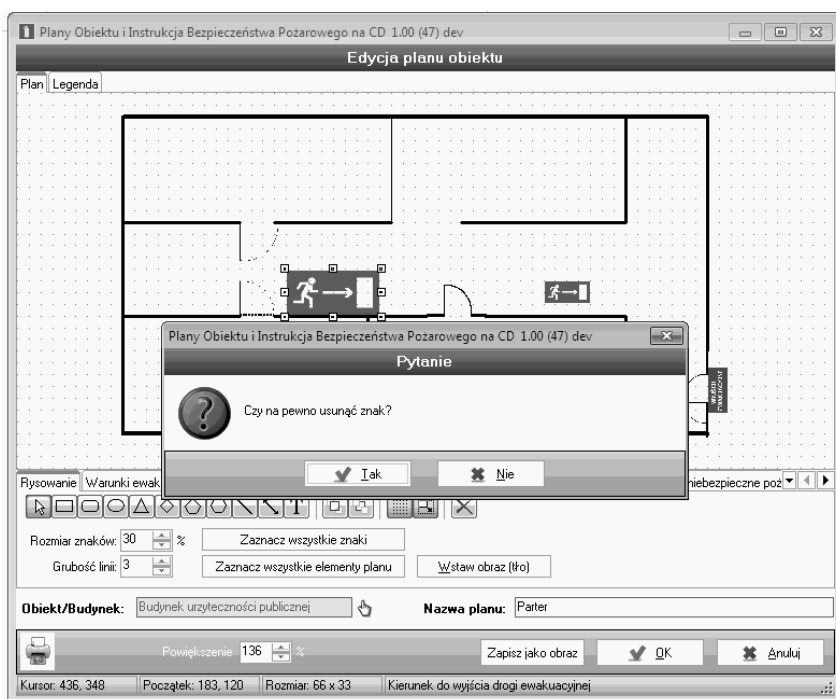 Plany Obiektu i Instrukcja Bezpieczeństwa Pożarowego na CD 1.00 (47) dev
Edycja planu obiektu
Plan Legenda
Plany Obiektu i Instrukcja Bezpieczeństwa Pożarowego na CD 1.00 (47) dev
Pytanie
Czy na pewno usunąć znak?
Tak Nie
Rysowanie Warunki ewak niebezpieczne poż
T
Rozmiar znaków: 30 % Zaznacz wszystkie znaki
Grubość linii: 3 Zaznacz wszystkie elementy planu Wstaw obraz (tło)
Obiekt/Budynek: Budynek urzyteczności publicznej Nazwa planu: Parter
Powiększenie 136 % Zapisz jako obraz OK Anuluj
Kursor: 436, 348 Początek: 183, 120 Rozmiar: 66 x 33 Kierunek do wyjścia drogi ewakuacyjnej